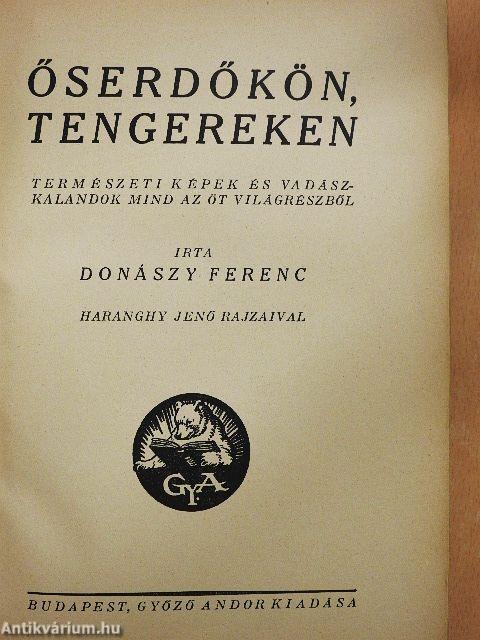 ŐSERDŐKÖN,
TENGEREKEN
TERMÉSZETI KÉPEK ÉS VADÁSZ-
KALANDOK MIND AZ ÖT VILÁGRÉSZBŐL
IRTA
DONÁSZY FERENC
HARANGHY JENŐ RAJZAIVAL
GY.A
BUDAPEST, GYŐZŐ ANDOR KIADÁSA
Antikvárium.hu